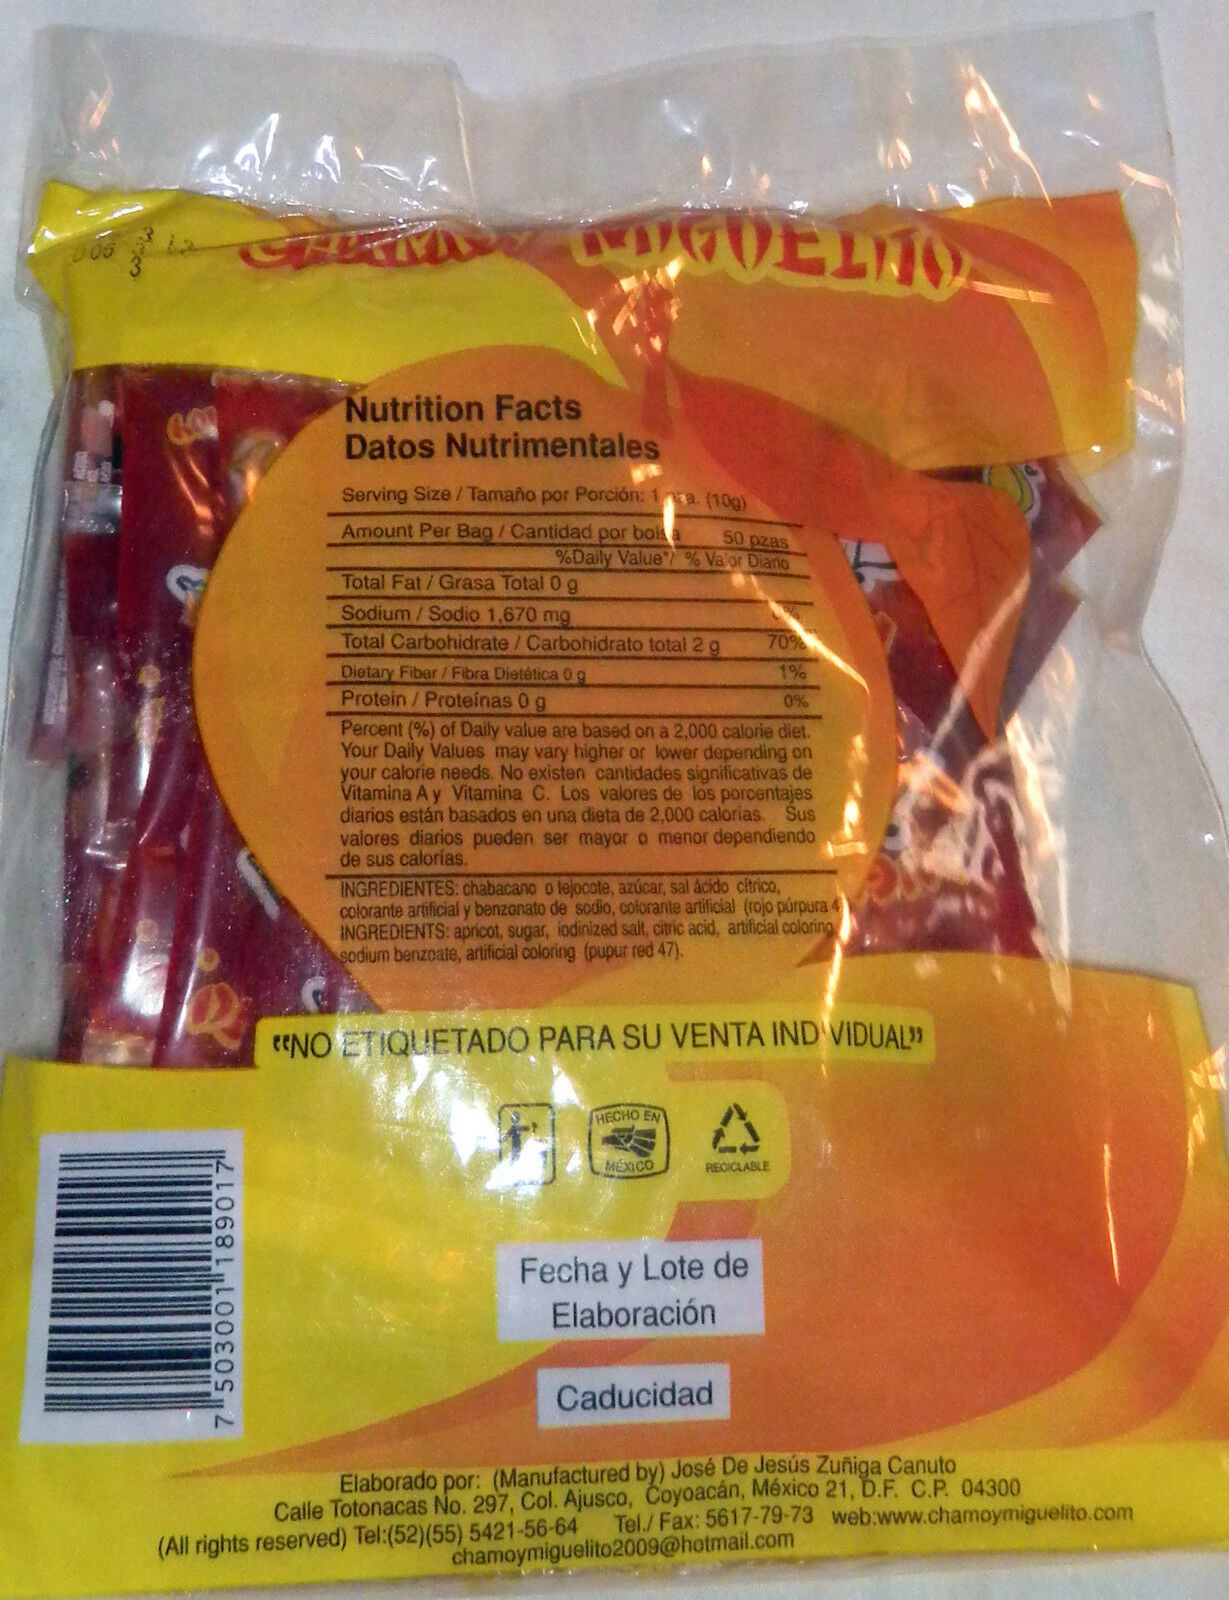 CHAMOY MIGUELITO
Nutrition Facts
Datos Nutrimentales
Serving Size / Tamaño por Porción: 1 pza. (10g)
Amount Per Bag / Cantidad por bolsa 50 pzas
%Daily Value*/ % Valor Diario
Total Fat / Grasa Total 0 g
Sodium / Sodio 1,670 mg
Total Carbohidrate / Carbohidrato total 2 g 70%
Dietary Fiber / Fibra Dietética 0 g 1%
Protein / Proteínas 0 g 0%
Percent (%) of Daily value are based on a 2,000 calorie diet.
Your Daily Values may vary higher or lower depending on
your calorie needs. No existen cantidades significativas de
Vitamina A y Vitamina C. Los valores de los porcentajes
diarios están basados en una dieta de 2,000 calorías. Sus
valores diarios pueden ser mayor o menor dependiendo
de sus calorías.
INGREDIENTES: chabacano o tejocote, azúcar, sal ácido cítrico,
colorante artificial y benzonato de sodio, colorante artificial (rojo púrpura 4
INGREDIENTS: apricot, sugar, iodinized salt, citric acid, artificial coloring,
sodium benzoate, artificial coloring (pupur red 47).
"NO ETIQUETADO PARA SU VENTA INDIVIDUAL"
HECHO EN
MÉXICO
RECICLABLE
7 503001 189017
Fecha y Lote de
Elaboración
Caducidad
Elaborado por: (Manufactured by) José De Jesús Zuñiga Canuto
Calle Totonacas No. 297, Col. Ajusco, Coyoacán, México 21, D.F. C.P. 04300
(All rights reserved) Tel:(52)(55) 5421-56-64 Tel./ Fax: 5617-79-73 web:www.chamoymiguelito.com
chamoymiguelito2009@hotmail.com